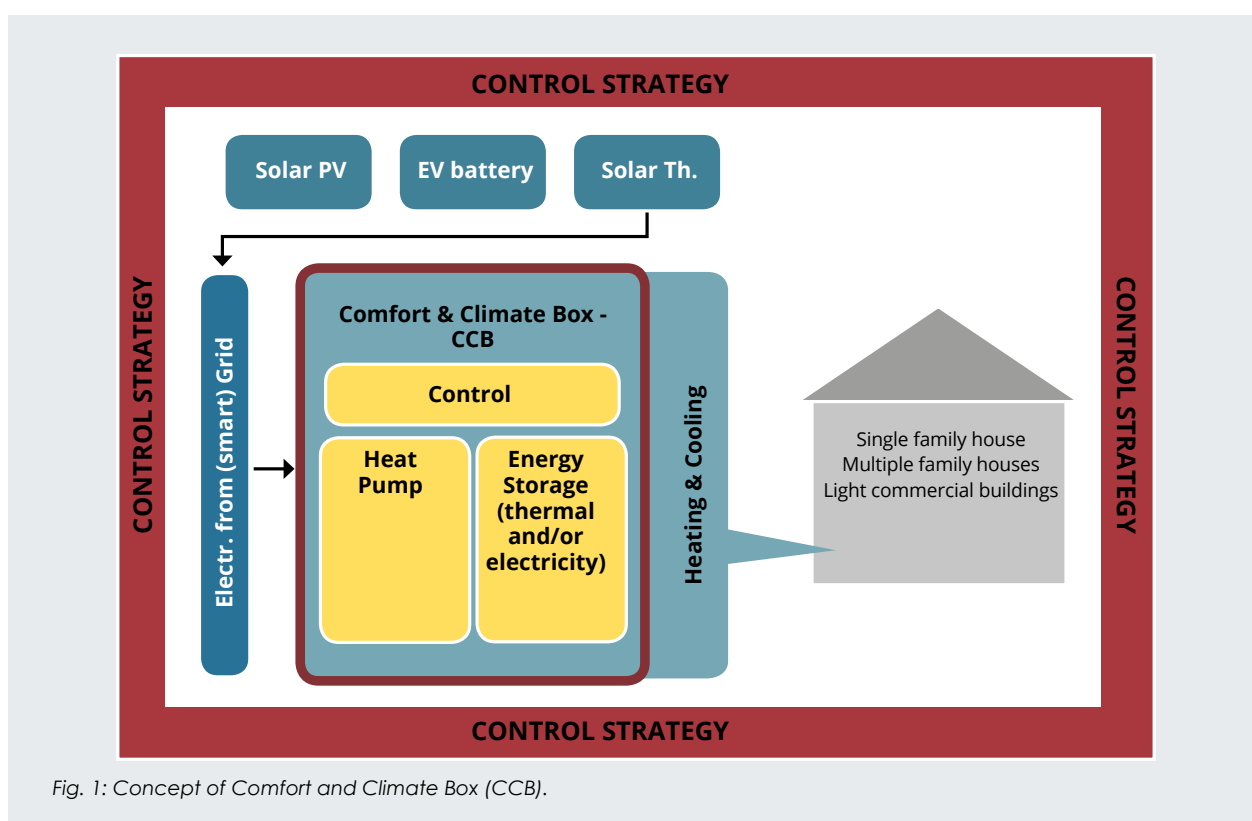 CONTROL STRATEGY
Solar PV
EV battery
Solar Th.
CONTROL STRATEGY
Electr. from (smart) Grid
Comfort & Climate Box -
CCB
Control
Heat
Pump
Energy
Storage
(thermal
and/or
electricity)
Heating & Cooling
Single family house
Multiple family houses
Light commercial buildings
CONTROL STRATEGY
CONTROL STRATEGY
Fig. 1: Concept of Comfort and Climate Box (CCB).